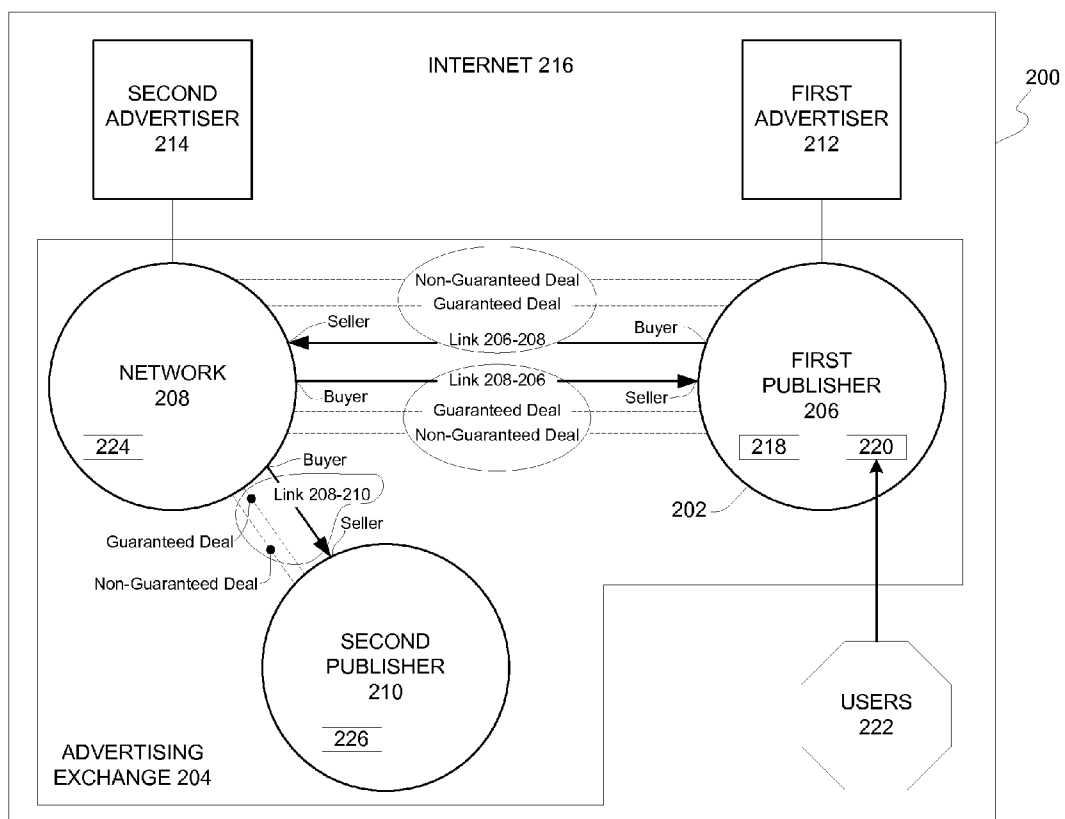 INTERNET 216
200
SECOND
ADVERTISER
214
FIRST
ADVERTISER
212
Non-Guaranteed Deal
Guaranteed Deal
Seller
Buyer
Link 206-208
NETWORK
208
224
Link 208-206
Buyer
Seller
Guaranteed Deal
Non-Guaranteed Deal
FIRST
PUBLISHER
206
218
220
202
Buyer
Link 208-210
Seller
Guaranteed Deal
Non-Guaranteed Deal
SECOND
PUBLISHER
210
226
USERS
222
ADVERTISING
EXCHANGE 204